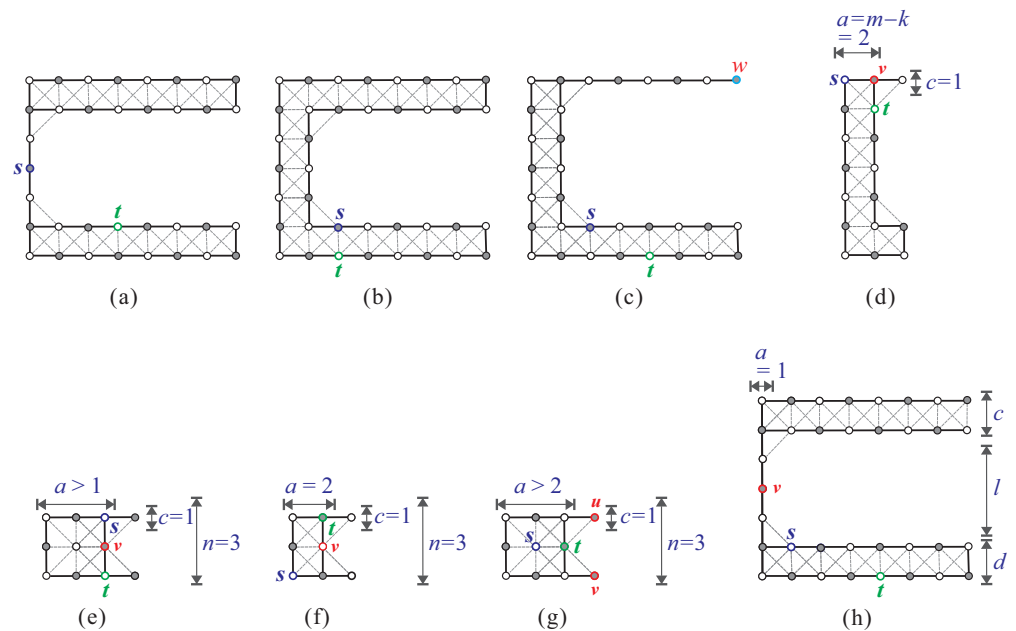 a=m−k
= 2
w
s
v
c=1
t
s
t
s
t
s
t
(a)
(b)
(c)
(d)
a
= 1
c
a > 1
a = 2
a > 2
l
v
s
c=1
v
n=3
t
t
c=1
v
n=3
s
u
c=1
s
t
n=3
v
s
d
t
(e)
(f)
(g)
(h)